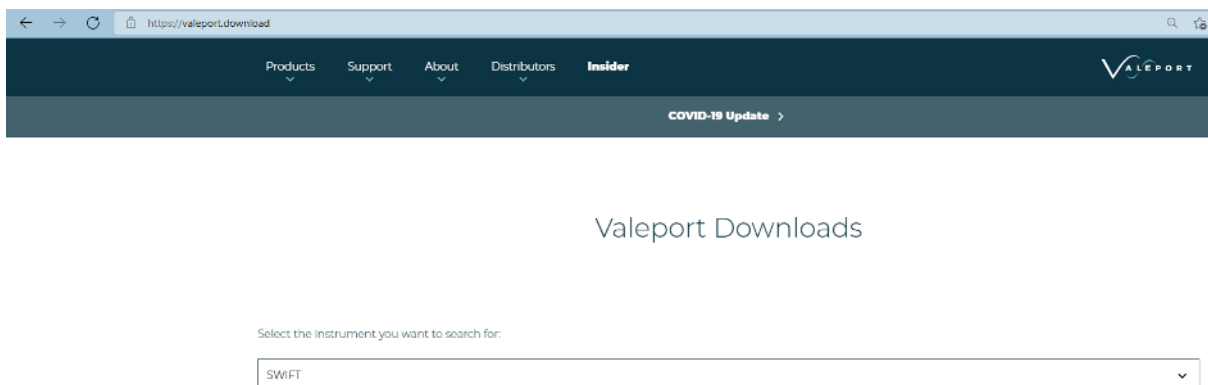 https://valeport.download
Products Support About Distributors Insider VALEPORT
COVID-19 Update >
Valeport Downloads
Select the instrument you want to search for:
SWIFT